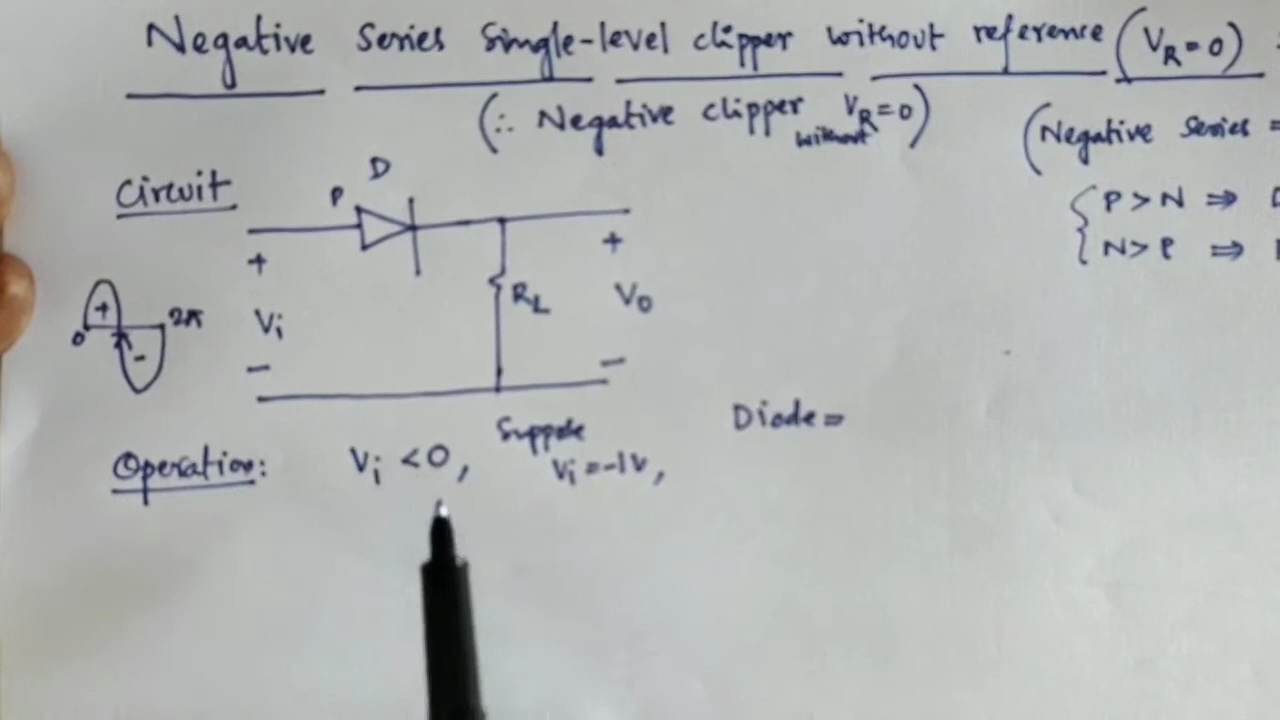 Negative Series Single-level clipper without reference (VR=0)
(∴ Negative clipper without VR=0)
(Negative Series =
P>N ⇒
N>P ⇒
Circuit
P
D
+
+
RL
Vi
Vo
-
-
0
+
-
2π
Operation: Vi <0, Suppose Vi =-1V, Diode=